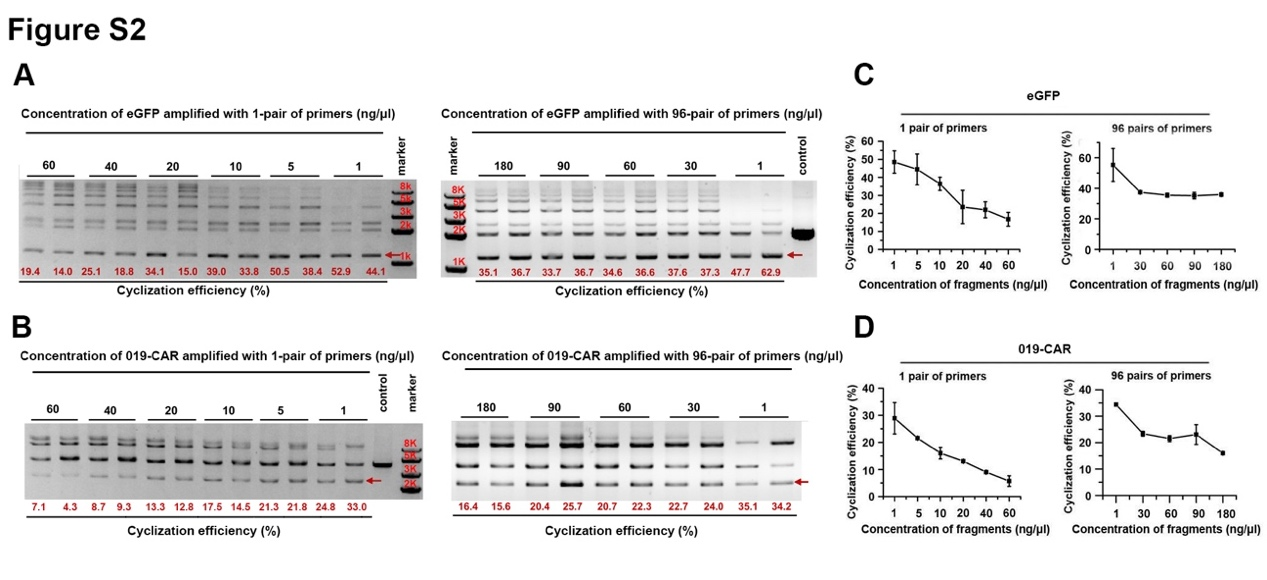 Figure S2
A
Concentration of eGFP amplified with 1-pair of primers (ng/μl)
60 40 20 10 5 1 marker
8k
5k
3k
2k
1k
19.4 14.0 25.1 18.8 34.1 15.0 39.0 33.8 50.5 38.4 52.9 44.1
Cyclization efficiency (%)
Concentration of eGFP amplified with 96-pair of primers (ng/μl)
marker 180 90 60 30 1 control
8K
5K
3K
2K
1K
35.1 36.7 33.7 36.7 34.6 36.6 37.6 37.3 47.7 62.9
Cyclization efficiency (%)
B
Concentration of 019-CAR amplified with 1-pair of primers (ng/μl)
60 40 20 10 5 1 control marker
8K
5K
3K
2K
7.1 4.3 8.7 9.3 13.3 12.8 17.5 14.5 21.3 21.8 24.8 33.0
Cyclization efficiency (%)
Concentration of 019-CAR amplified with 96-pair of primers (ng/μl)
180 90 60 30 1
16.4 15.6 20.4 25.7 20.7 22.3 22.7 24.0 35.1 34.2
Cyclization efficiency (%)
C
eGFP
1 pair of primers
Cyclization efficiency (%)
60
50
40
30
20
10
0
1 5 10 20 40 60
Concentration of fragments (ng/μl)
96 pairs of primers
Cyclization efficiency (%)
60
40
20
0
1 30 60 90 180
Concentration of fragments (ng/μl)
D
019-CAR
1 pair of primers
Cyclization efficiency (%)
40
30
20
10
0
1 5 10 20 40 60
Concentration of fragments (ng/μl)
96 pairs of primers
Cyclization efficiency (%)
40
30
20
10
0
1 30 60 90 180
Concentration of fragments (ng/μl)